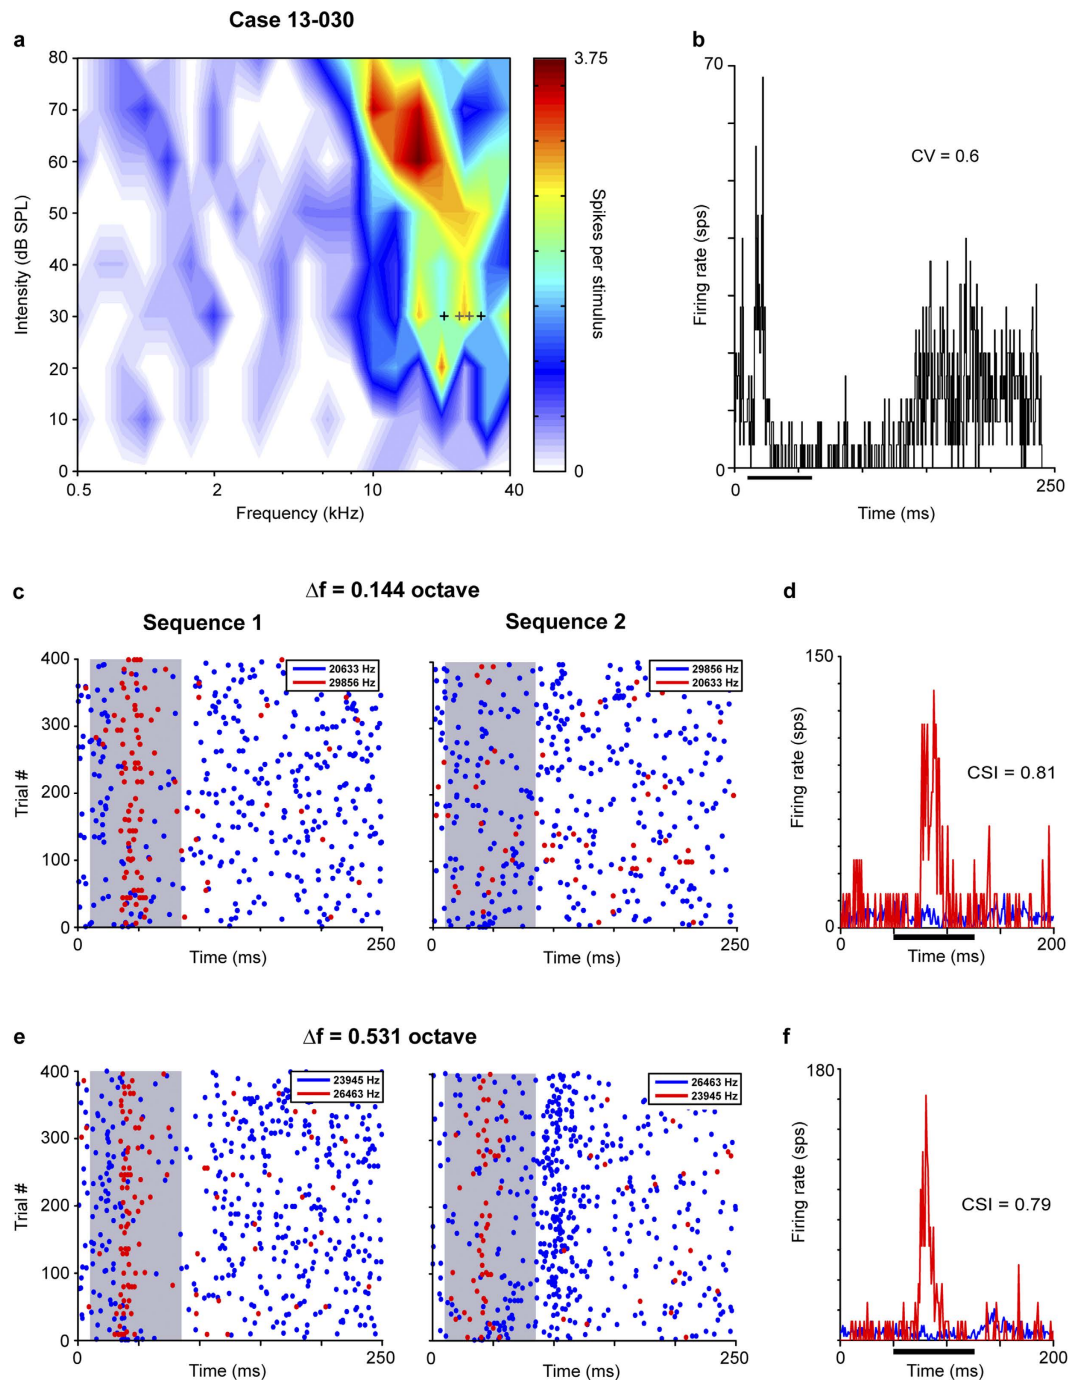 Case 13-030
a
80
70
60
50
40
30
20
10
0
Intensity (dB SPL)
0.5
2
10
40
Frequency (kHz)
3.75
0
Spikes per stimulus
b
70
0
Firing rate (sps)
CV = 0.6
0
250
Time (ms)
c
Δf = 0.144 octave
Sequence 1
Sequence 2
400
300
200
100
0
Trial #
20633 Hz
29856 Hz
0
250
Time (ms)
29856 Hz
20633 Hz
0
250
Time (ms)
d
150
0
Firing rate (sps)
CSI = 0.81
0
200
Time (ms)
e
Δf = 0.531 octave
400
300
200
100
0
Trial #
23945 Hz
26463 Hz
0
250
Time (ms)
26463 Hz
23945 Hz
0
250
Time (ms)
f
180
0
Firing rate (sps)
CSI = 0.79
0
200
Time (ms)